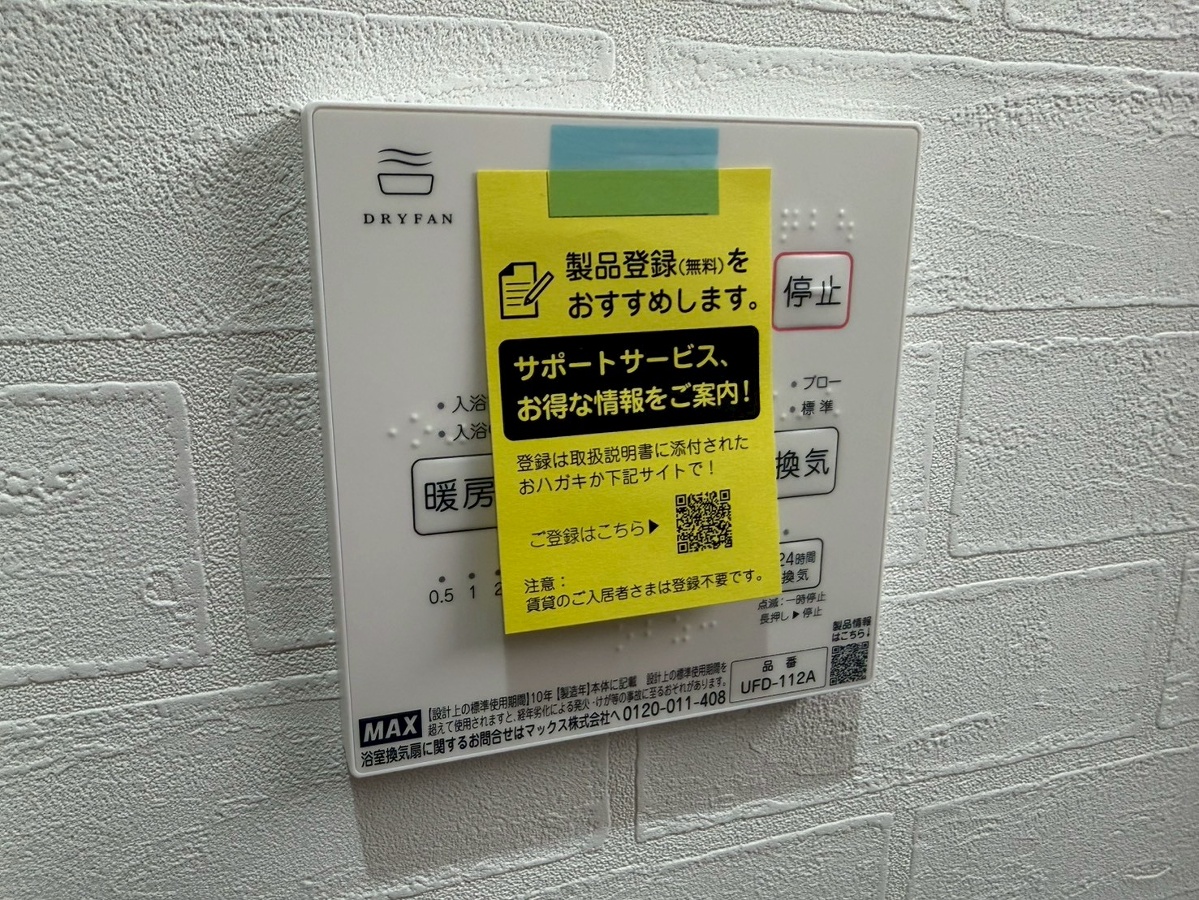 DRYFAN
製品登録(無料)を
おすすめします。
サポートサービス、
お得な情報をご案内!
登録は取扱説明書に添付された
おハガキか下記サイトで!
ご登録はこちら▶
注意:
賃貸のご入居者さまは登録不要です。
停止
入浴
入浴
暖房
0.5 1 2
ブロー
標準
換気
24時間
換気
点滅:一時停止
長押し▶停止
製品情報
はこちら↓
品番
UFD-112A
MAX
【設計上の標準使用期間】10年【製造年】本体に記載 設計上の標準使用期間を
超えて使用されますと、経年劣化による発火・けが等の事故に至るおそれがあります。
浴室換気扇に関するお問合せはマックス株式会社へ 0120-011-408